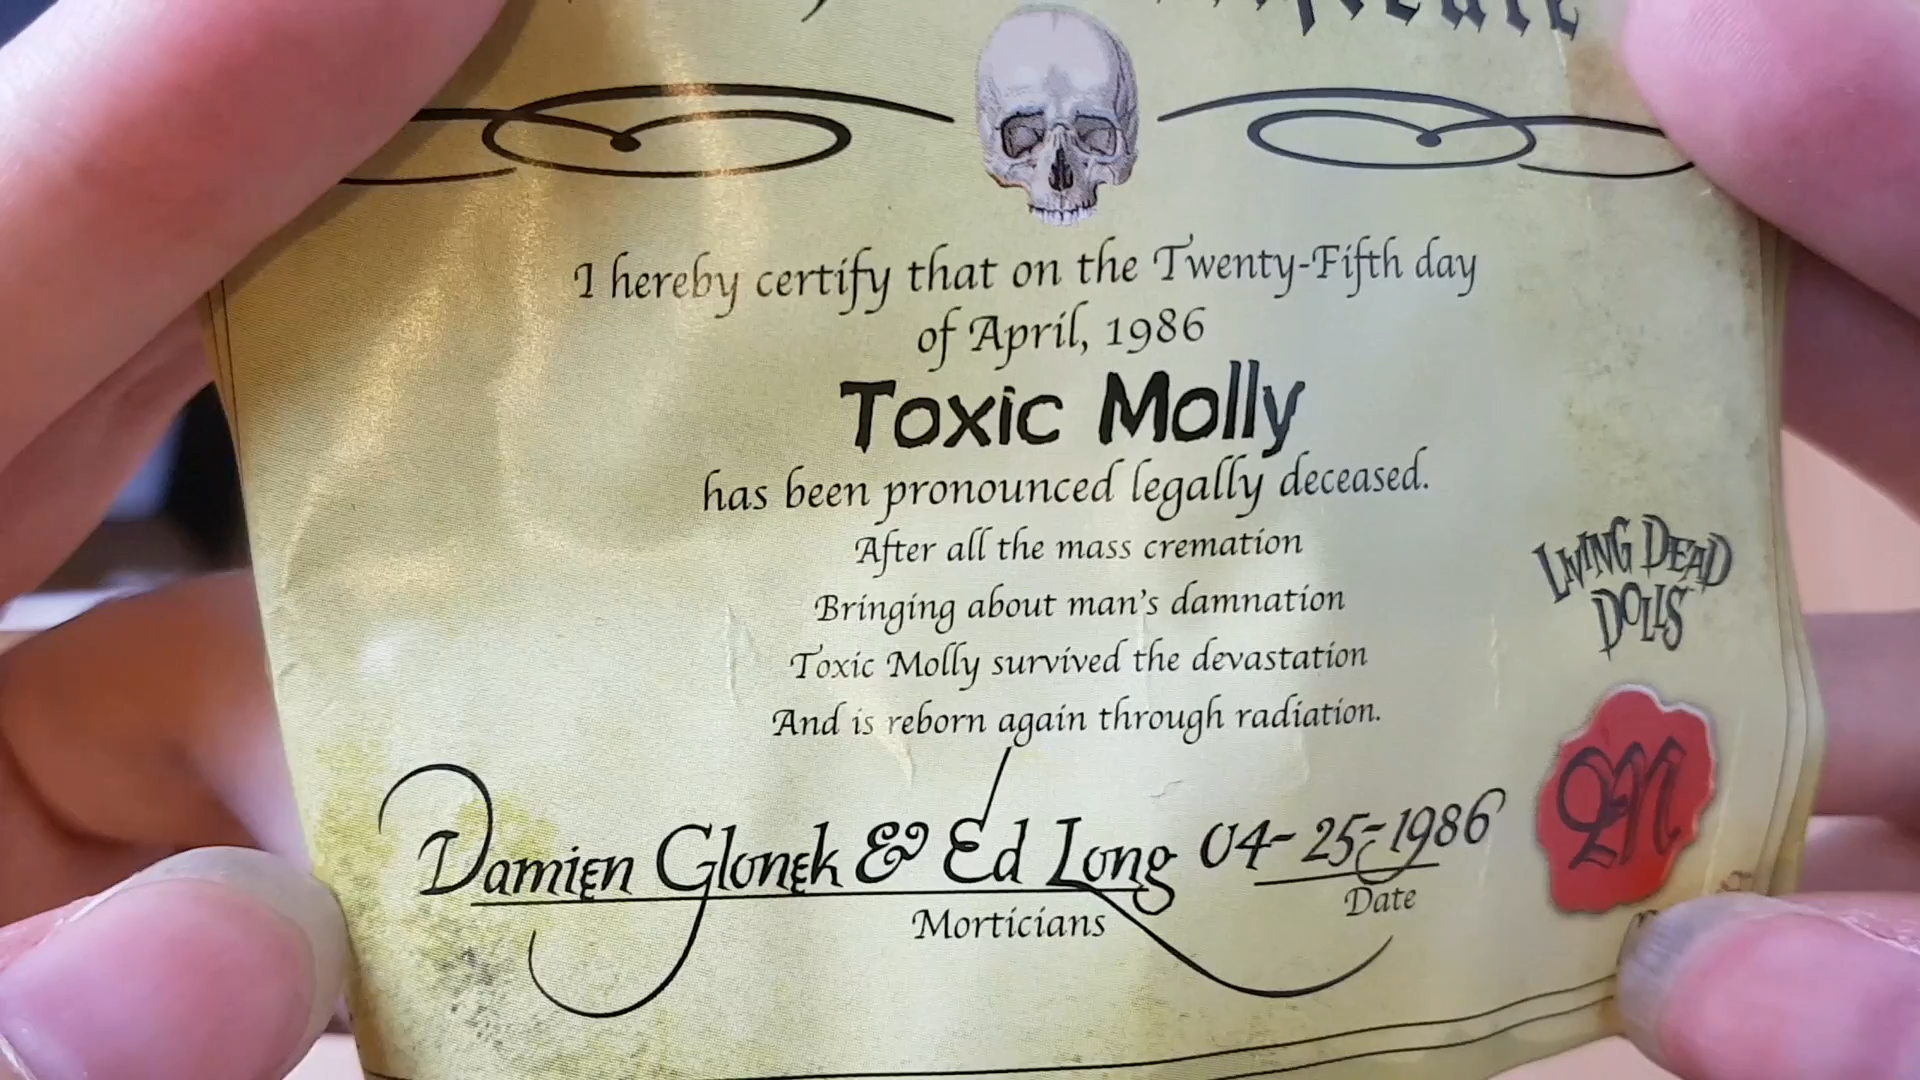 I hereby certify that on the Twenty-Fifth day
of April, 1986
Toxic Molly
has been pronounced legally deceased.
After all the mass cremation
Bringing about man's damnation
Toxic Molly survived the devastation
And is reborn again through radiation.
LIVING DEAD
DOLLS
Damien Glonek & Ed Long 04-25-1986
Morticians Date